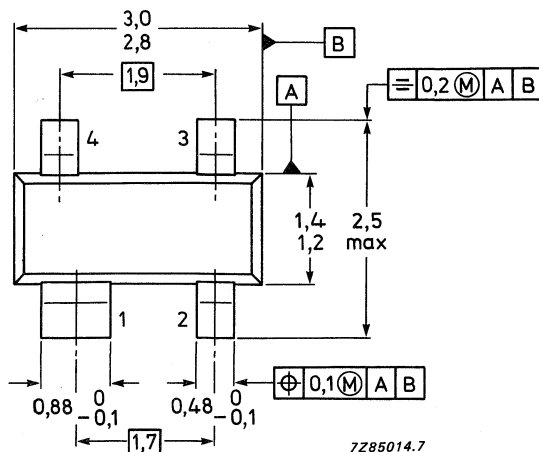 3,0
2,8
B
1,9
A
⌯ 0,2 Ⓜ A B
4
3
1,4
1,2
2,5
max
1
2
⌖ 0,1 Ⓜ A B
0,88 0 -0,1
0,48 0 -0,1
1,7
7Z85014.7